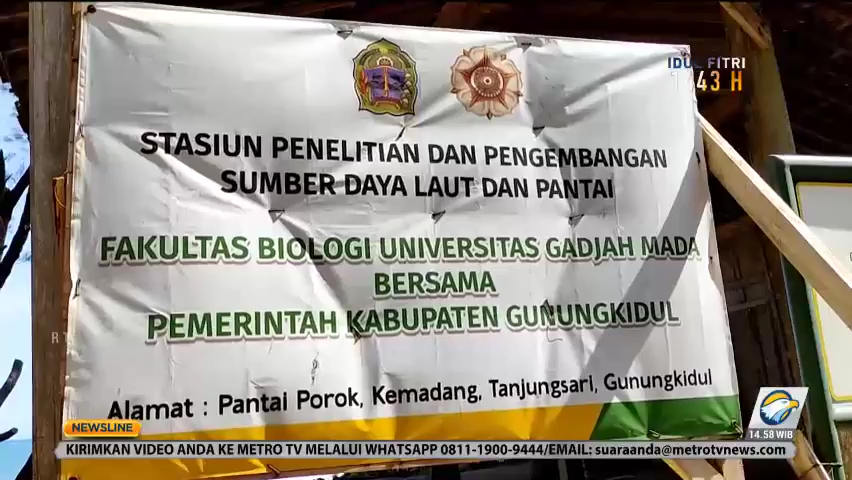 IDUL FITRI
1443 H
STASIUN PENELITIAN DAN PENGEMBANGAN
SUMBER DAYA LAUT DAN PANTAI
FAKULTAS BIOLOGI UNIVERSITAS GADJAH MADA
BERSAMA
PEMERINTAH KABUPATEN GUNUNGKIDUL
Alamat : Pantai Porok, Kemadang, Tanjungsari, Gunungkidul
NEWSLINE
14.58 WIB
KIRIMKAN VIDEO ANDA KE METRO TV MELALUI WHATSAPP 0811-1900-9444/EMAIL: suaraanda@metrotvnews.com